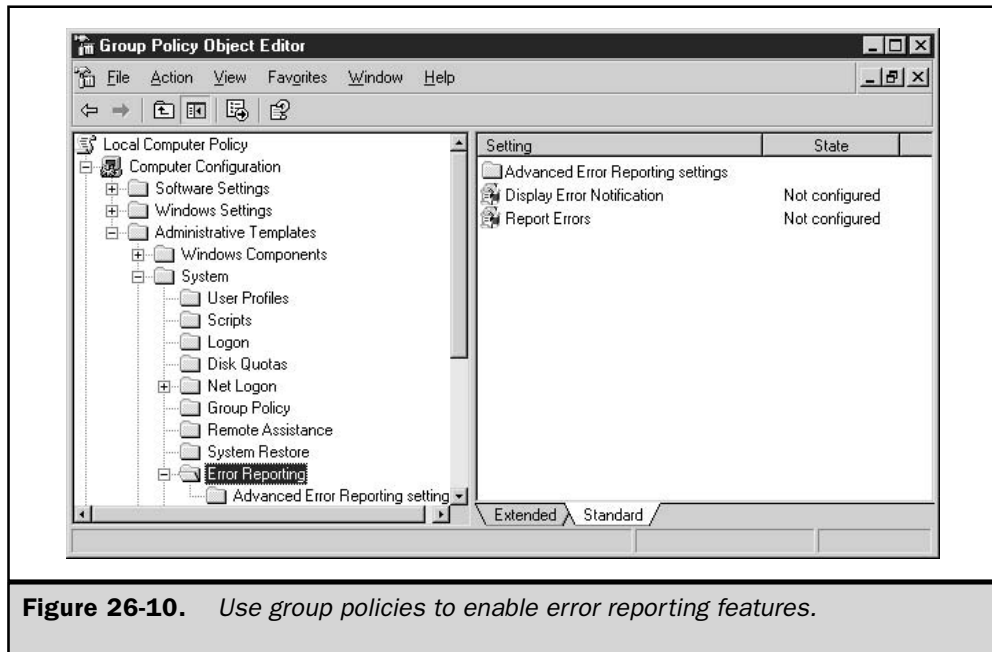 Group Policy Object Editor
File Action View Favorites Window Help
Local Computer Policy
Computer Configuration
Software Settings
Windows Settings
Administrative Templates
Windows Components
System
User Profiles
Scripts
Logon
Disk Quotas
Net Logon
Group Policy
Remote Assistance
System Restore
Error Reporting
Advanced Error Reporting setting
Setting State
Advanced Error Reporting settings
Display Error Notification Not configured
Report Errors Not configured
Extended Standard
Figure 26-10. Use group policies to enable error reporting features.